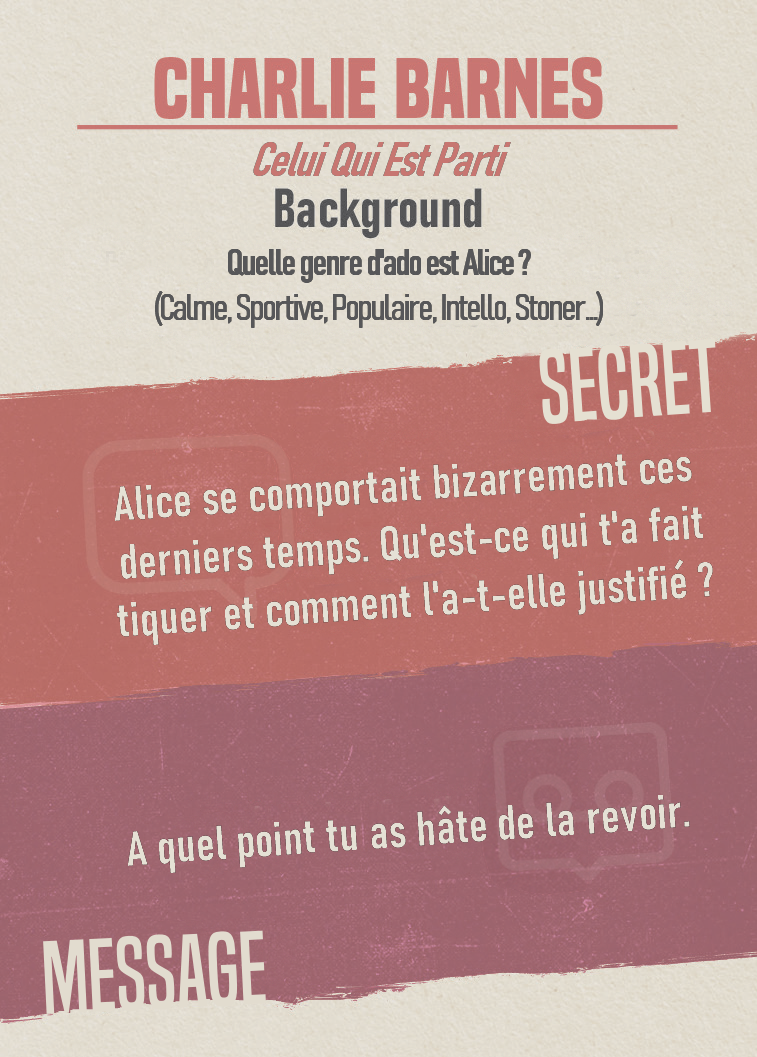 CHARLIE BARNES
Celui Qui Est Parti
Background
Quelle genre d'ado est Alice ?
(Calme, Sportive, Populaire, Intello, Stoner...)
SECRET
Alice se comportait bizarrement ces
derniers temps. Qu'est-ce qui t'a fait
tiquer et comment l'a-t-elle justifié ?
A quel point tu as hâte de la revoir.
MESSAGE